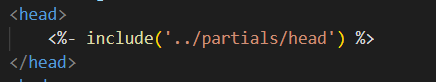 <head>
<%- include('../partials/head') %>
</head>